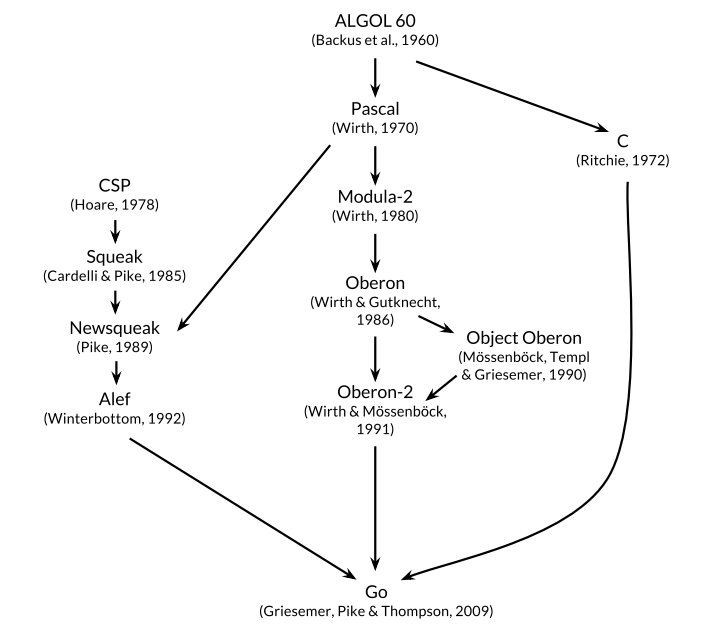 ALGOL 60
(Backus et al., 1960)
Pascal
(Wirth, 1970)
C
(Ritchie, 1972)
CSP
(Hoare, 1978)
Modula-2
(Wirth, 1980)
Squeak
(Cardelli & Pike, 1985)
Oberon
(Wirth & Gutknecht,
1986)
Newsqueak
(Pike, 1989)
Object Oberon
(Mössenböck, Templ
& Griesemer, 1990)
Alef
(Winterbottom, 1992)
Oberon-2
(Wirth & Mössenböck,
1991)
Go
(Griesemer, Pike & Thompson, 2009)